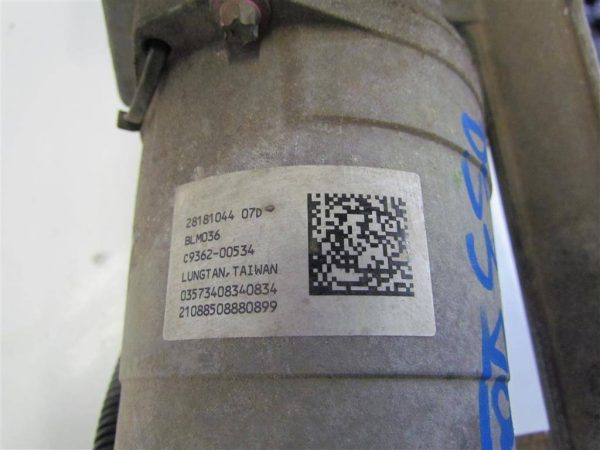 28181044 07D
BLM036
C9362-00534
LUNGTAN, TAIWAN
03573408340834
21088508880899